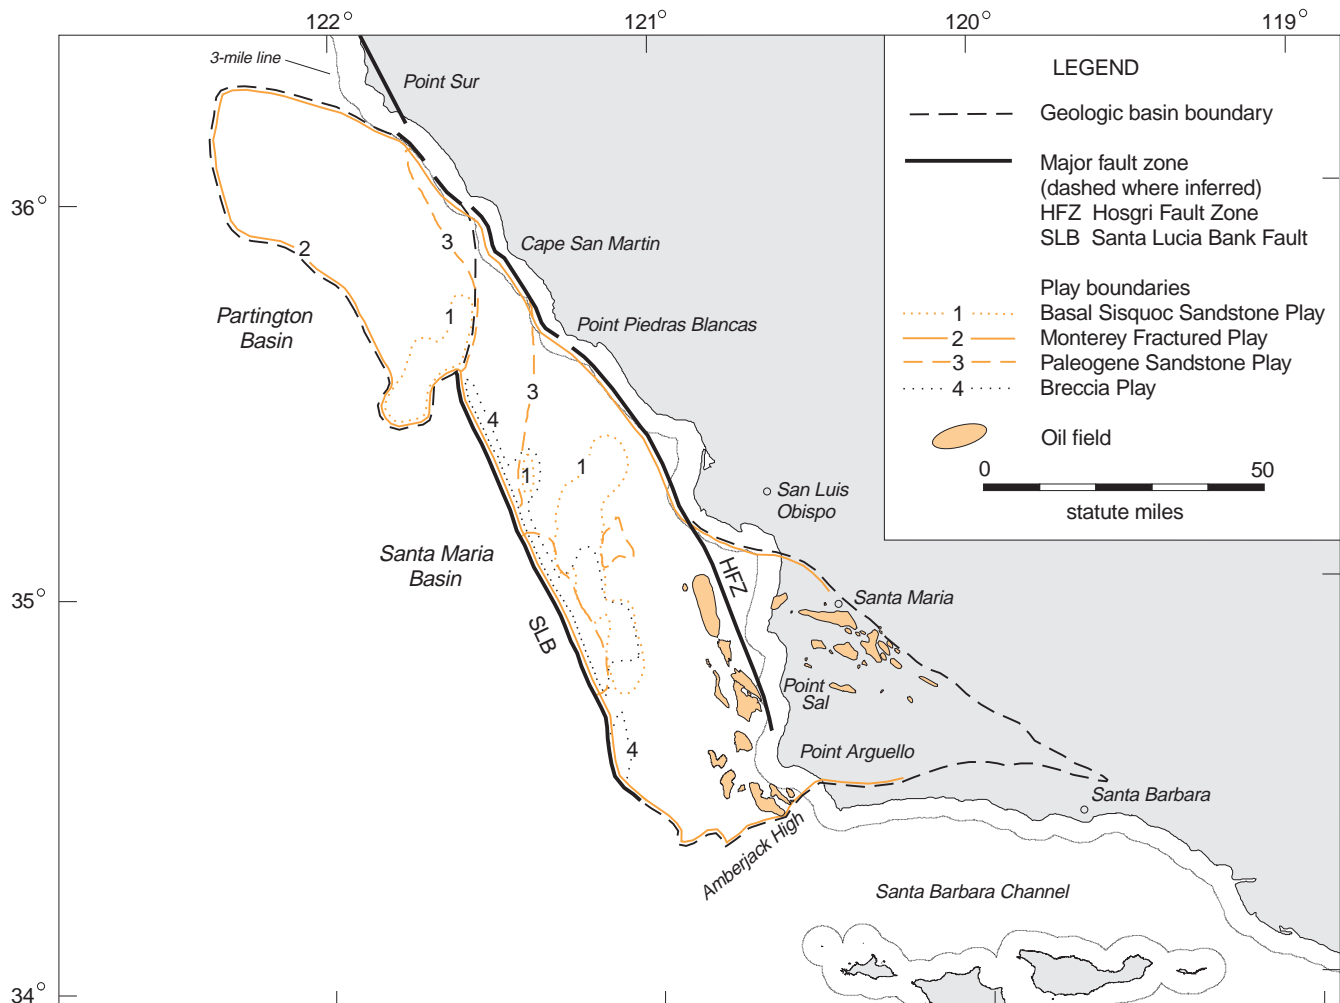 122° 121° 120° 119°
3-mile line
Point Sur
36°
Cape San Martin
2
3
1
Partington
Basin
Point Piedras Blancas
3
4
1
1
San Luis
Obispo
Santa Maria
Basin
HFZ
35°
SLB
Santa Maria
Point
Sal
4
Point Arguello
Santa Barbara
Amberjack High
Santa Barbara Channel
34°
LEGEND
Geologic basin boundary
Major fault zone
(dashed where inferred)
HFZ Hosgri Fault Zone
SLB Santa Lucia Bank Fault
Play boundaries
1 Basal Sisquoc Sandstone Play
2 Monterey Fractured Play
3 Paleogene Sandstone Play
4 Breccia Play
Oil field
0 50
statute miles